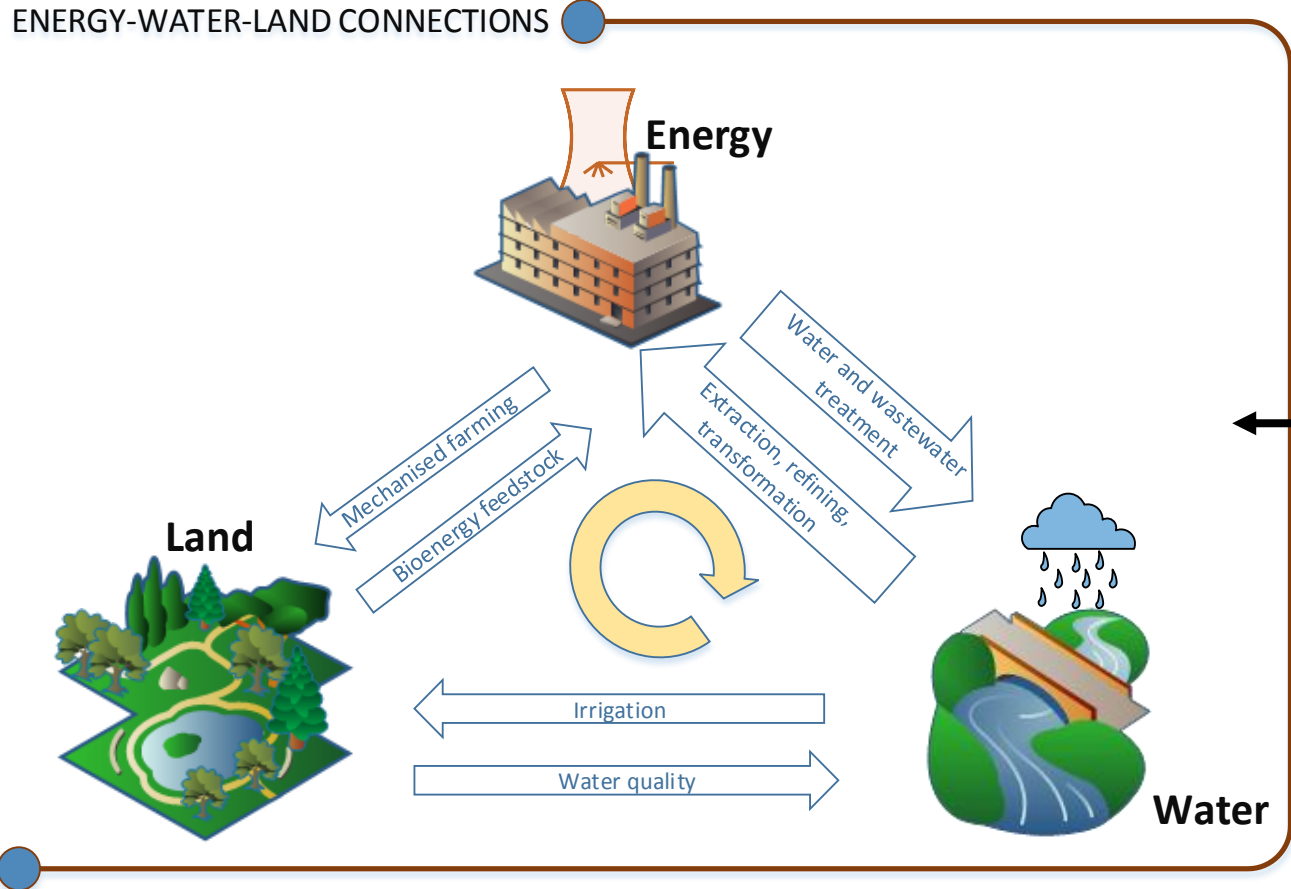 ENERGY-WATER-LAND CONNECTIONS
Energy
Water and wastewater
treatment
Extraction, refining,
transformation
Mechanised farming
Bioenergy feedstock
Land
Irrigation
Water quality
Water